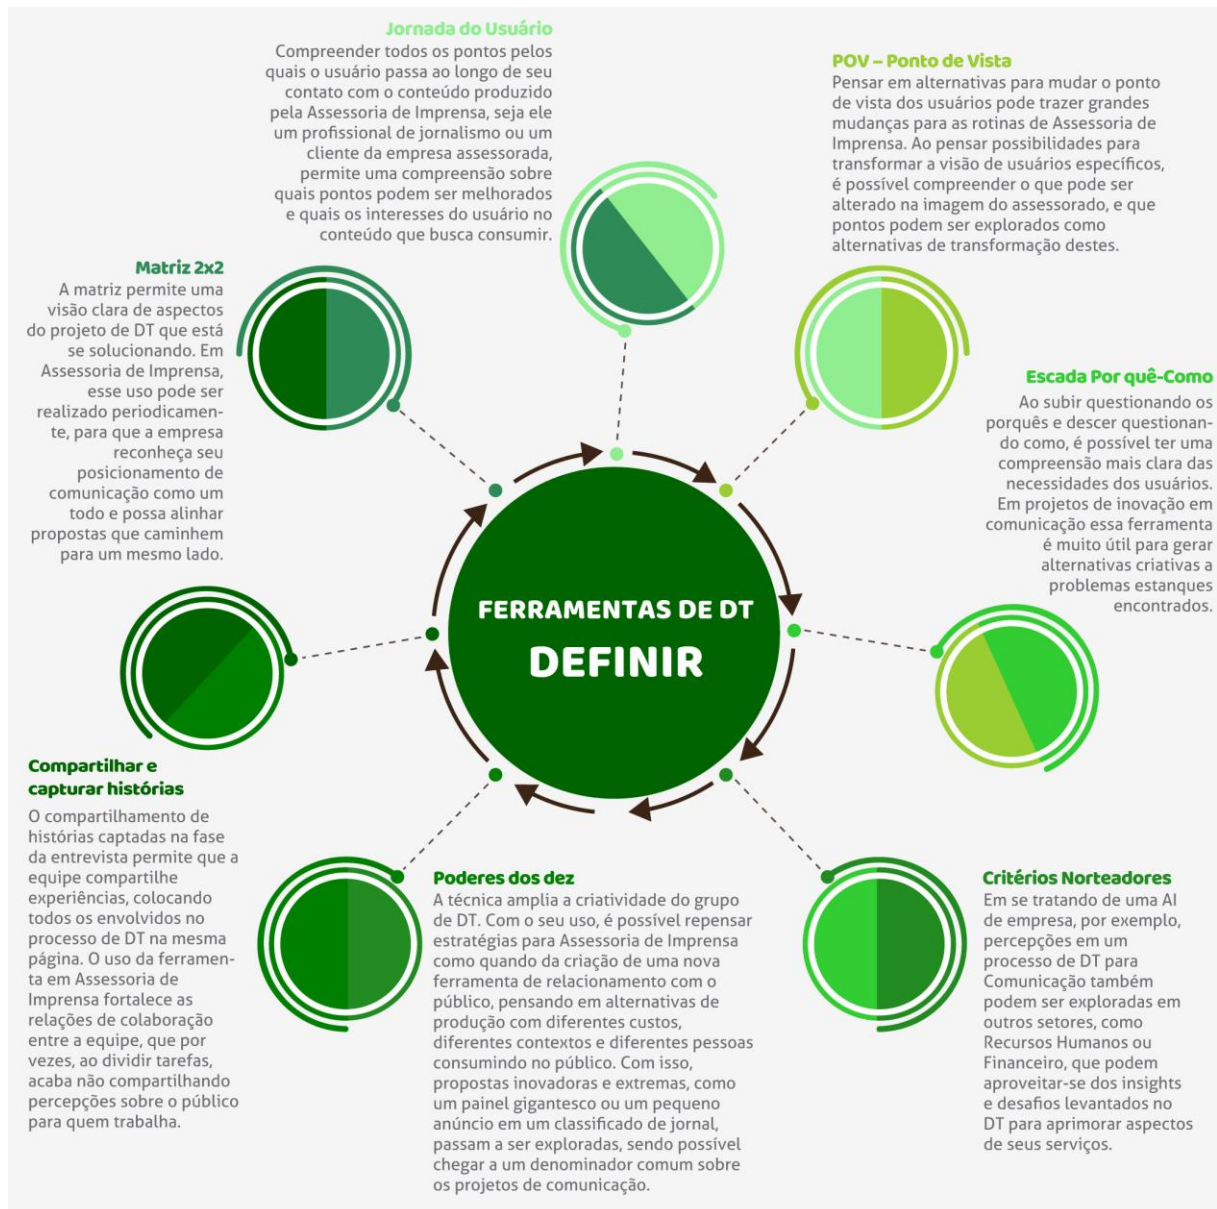 Jornada do Usuário
Compreender todos os pontos pelos
quais o usuário passa ao longo de seu
contato com o conteúdo produzido
pela Assessoria de Imprensa, seja ele
um profissional de jornalismo ou um
cliente da empresa assessorada,
permite uma compreensão sobre
quais pontos podem ser melhorados
e quais os interesses do usuário no
conteúdo que busca consumir.
POV – Ponto de Vista
Pensar em alternativas para mudar o ponto
de vista dos usuários pode trazer grandes
mudanças para as rotinas de Assessoria de
Imprensa. Ao pensar possibilidades para
transformar a visão de usuários específicos,
é possível compreender o que pode ser
alterado na imagem do assessorado, e que
pontos podem ser explorados como
alternativas de transformação destes.
Matriz 2x2
A matriz permite uma
visão clara de aspectos
do projeto de DT que está
se solucionando. Em
Assessoria de Imprensa,
esse uso pode ser
realizado periodicamen-
te, para que a empresa
reconheça seu
posicionamento de
comunicação como um
todo e possa alinhar
propostas que caminhem
para um mesmo lado.
Escada Por quê-Como
Ao subir questionando os
porquês e descer questionan-
do como, é possível ter uma
compreensão mais clara das
necessidades dos usuários.
Em projetos de inovação em
comunicação essa ferramenta
é muito útil para gerar
alternativas criativas a
problemas estanques
encontrados.
FERRAMENTAS DE DT
DEFINIR
Compartilhar e
capturar histórias
O compartilhamento de
histórias captadas na fase
da entrevista permite que a
equipe compartilhe
experiências, colocando
todos os envolvidos no
processo de DT na mesma
página. O uso da ferramen-
ta em Assessoria de
Imprensa fortalece as
relações de colaboração
entre a equipe, que por
vezes, ao dividir tarefas,
acaba não compartilhando
percepções sobre o público
para quem trabalha.
Poderes dos dez
A técnica amplia a criatividade do grupo
de DT. Com o seu uso, é possível repensar
estratégias para Assessoria de Imprensa
como quando da criação de uma nova
ferramenta de relacionamento com o
público, pensando em alternativas de
produção com diferentes custos,
diferentes contextos e diferentes pessoas
consumindo no público. Com isso,
propostas inovadoras e extremas, como
um painel gigantesco ou um pequeno
anúncio em um classificado de jornal,
passam a ser exploradas, sendo possível
chegar a um denominador comum sobre
os projetos de comunicação.
Critérios Norteadores
Em se tratando de uma AI
de empresa, por exemplo,
percepções em um
processo de DT para
Comunicação também
podem ser exploradas em
outros setores, como
Recursos Humanos ou
Financeiro, que podem
aproveitar-se dos insights
e desafios levantados no
DT para aprimorar aspectos
de seus serviços.